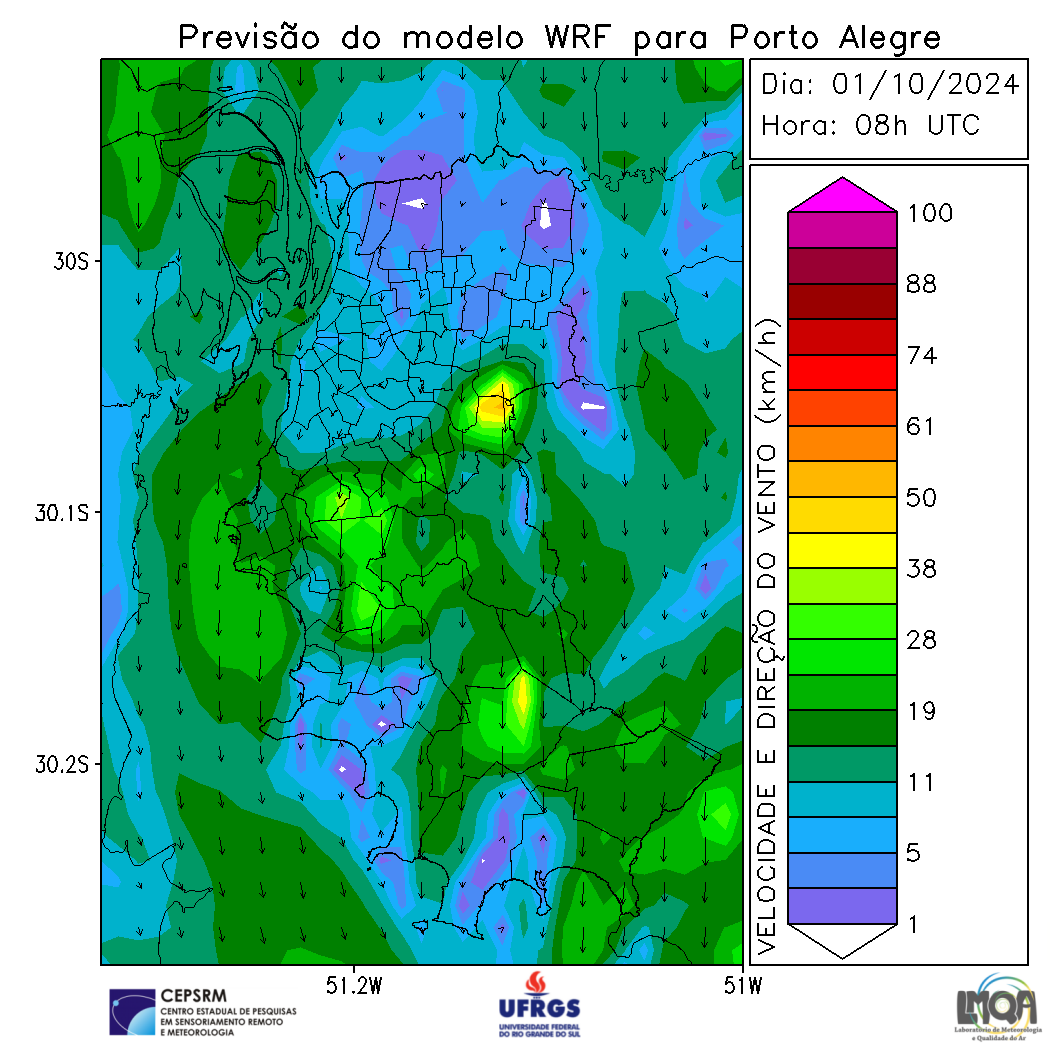 Previsão do modelo WRF para Porto Alegre
Dia: 01/10/2024
Hora: 08h UTC
30S
30.1S
30.2S
51.2W
51W
VELOCIDADE E DIREÇÃO DO VENTO (km/h)
100
88
74
61
50
38
28
19
11
5
1
CEPSRM
CENTRO ESTADUAL DE PESQUISAS
EM SENSORIAMENTO REMOTO
E METEOROLOGIA
UFRGS
UNIVERSIDADE FEDERAL
DO RIO GRANDE DO SUL
LMQA
Laboratório de Meteorologia
e Qualidade do Ar